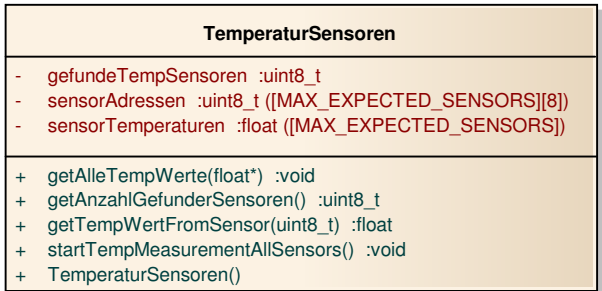 TemperaturSensoren
- gefundeTempSensoren :uint8_t
- sensorAdressen :uint8_t ([MAX_EXPECTED_SENSORS][8])
- sensorTemperaturen :float ([MAX_EXPECTED_SENSORS])
+ getAlleTempWerte(float*) :void
+ getAnzahlGefunderSensoren() :uint8_t
+ getTempWertFromSensor(uint8_t) :float
+ startTempMeasurementAllSensors() :void
+ TemperaturSensoren()